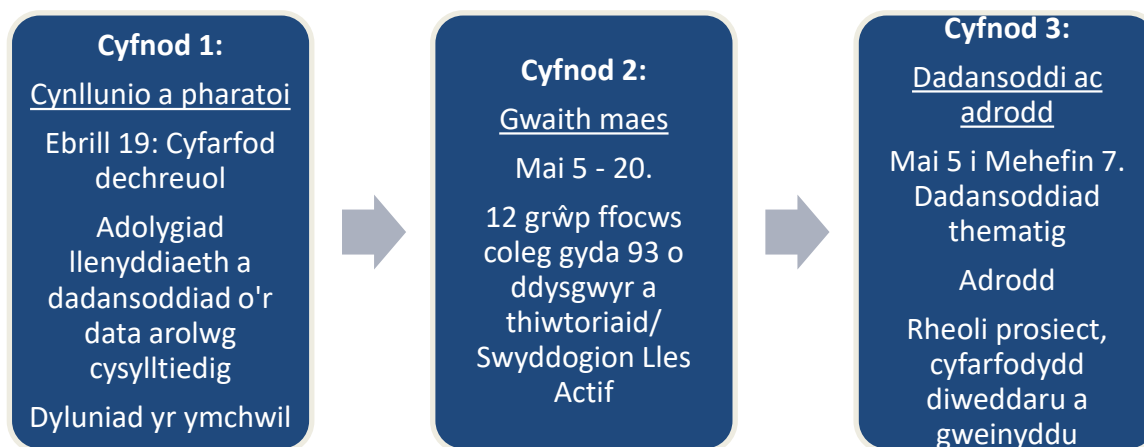 Cyfnod 1:
Cynllunio a pharatoi
Ebrill 19: Cyfarfod
dechreuol
Adolygiad
llenyddiaeth a
dadansoddiad o'r
data arolwg
cysylltiedig
Dyluniad yr ymchwil
Cyfnod 2:
Gwaith maes
Mai 5 - 20.
12 grŵp ffocws
coleg gyda 93 o
ddysgwyr a
thiwtoriaid/
Swyddogion Lles
Actif
Cyfnod 3:
Dadansoddi ac
adrodd
Mai 5 i Mehefin 7.
Dadansoddiad
thematig
Adrodd
Rheoli prosiect,
cyfarfodydd
diweddaru a
gweinyddu